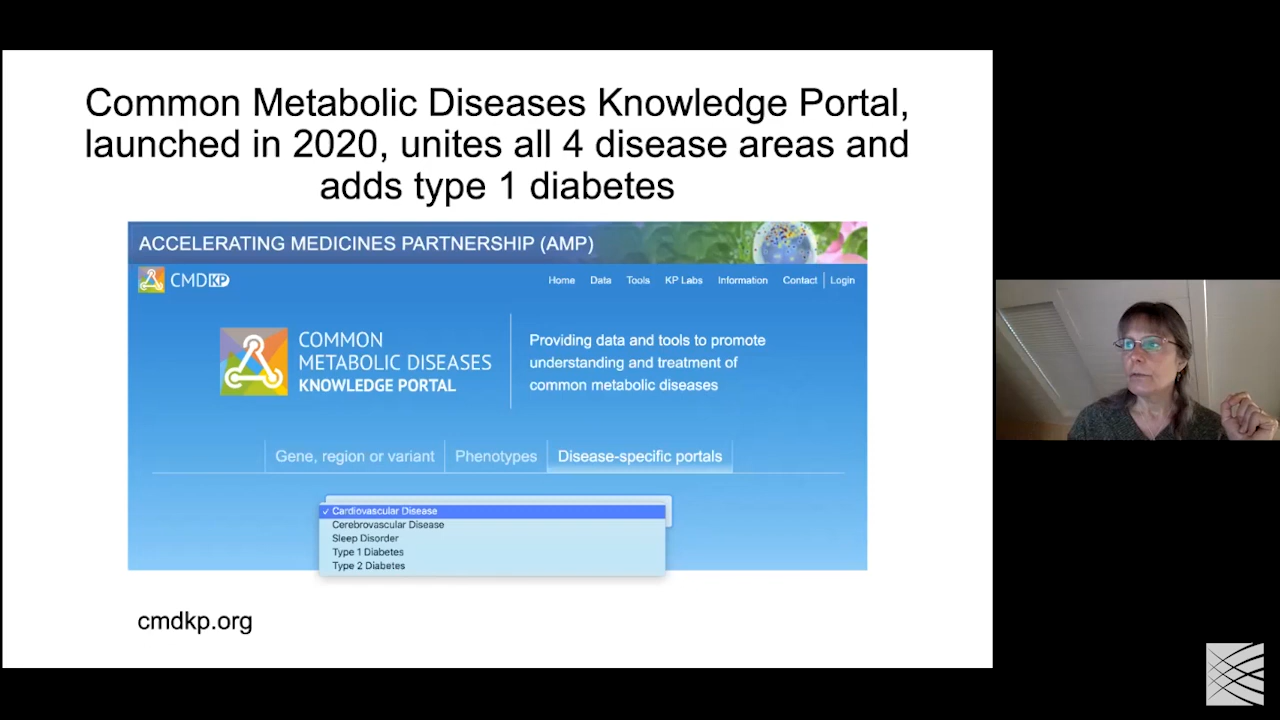 Common Metabolic Diseases Knowledge Portal,
launched in 2020, unites all 4 disease areas and
adds type 1 diabetes
ACCELERATING MEDICINES PARTNERSHIP (AMP)
CMDKP
Home Data Tools KP Labs Information Contact Login
COMMON
METABOLIC DISEASES
KNOWLEDGE PORTAL
Providing data and tools to promote
understanding and treatment of
common metabolic diseases
Gene, region or variant Phenotypes Disease-specific portals
✓ Cardiovascular Disease
Cerebrovascular Disease
Sleep Disorder
Type 1 Diabetes
Type 2 Diabetes
cmdkp.org